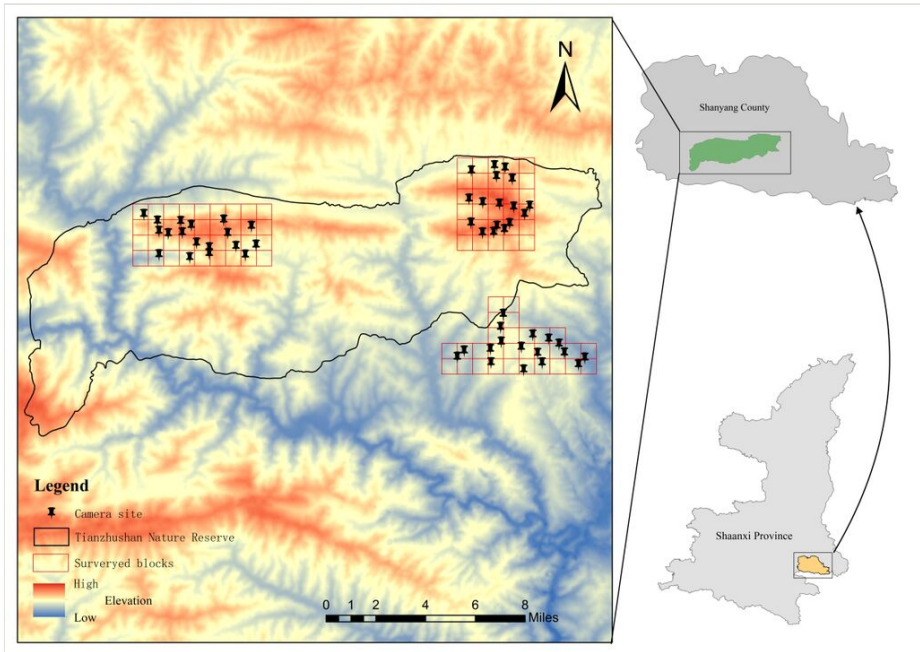 N
Shanyang County
Shaanxi Province
Legend
Camera site
Tianzhushan Nature Reserve
Surveryed blocks
High
Elevation
Low
0 1 2 4 6 8
Miles